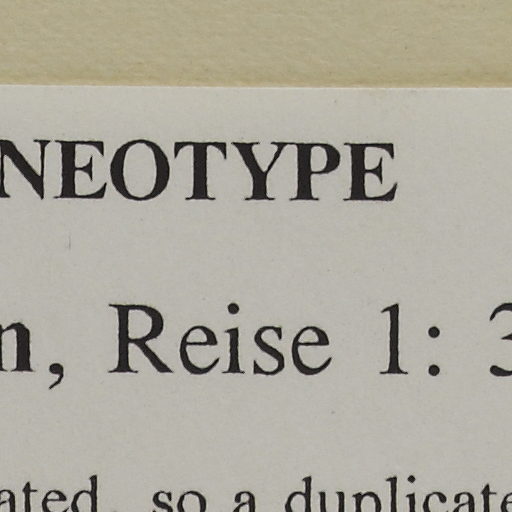 NEOTYPE
n, Reise 1: 3
ated, so a duplicate